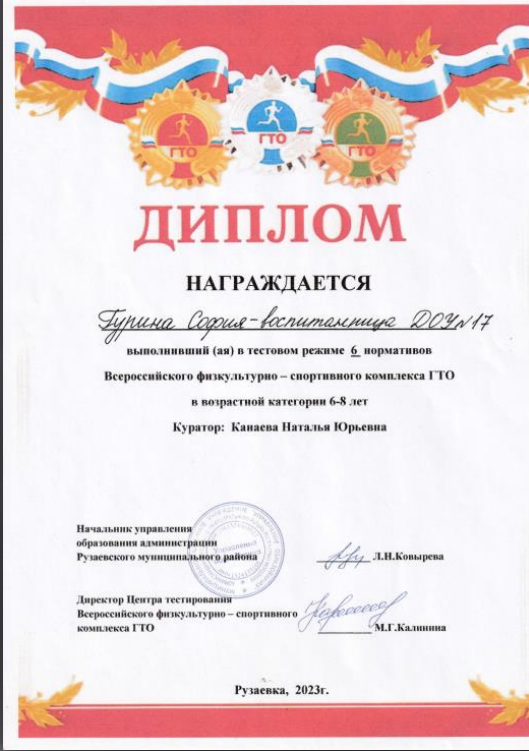 ГТО
ГТО
ГТО
ДИПЛОМ
НАГРАЖДАЕТСЯ
Гурина София-воспитанница ДОУ№17
выполнивший (ая) в тестовом режиме 6 нормативов
Всероссийского физкультурно – спортивного комплекса ГТО
в возрастной категории 6-8 лет
Куратор: Канаева Наталья Юрьевна
Начальник управления
образования администрации
Рузаевского муниципального района
Л.Н.Ковырева
Директор Центра тестирования
Всероссийского физкультурно – спортивного
комплекса ГТО
М.Г.Калинина
Рузаевка, 2023г.